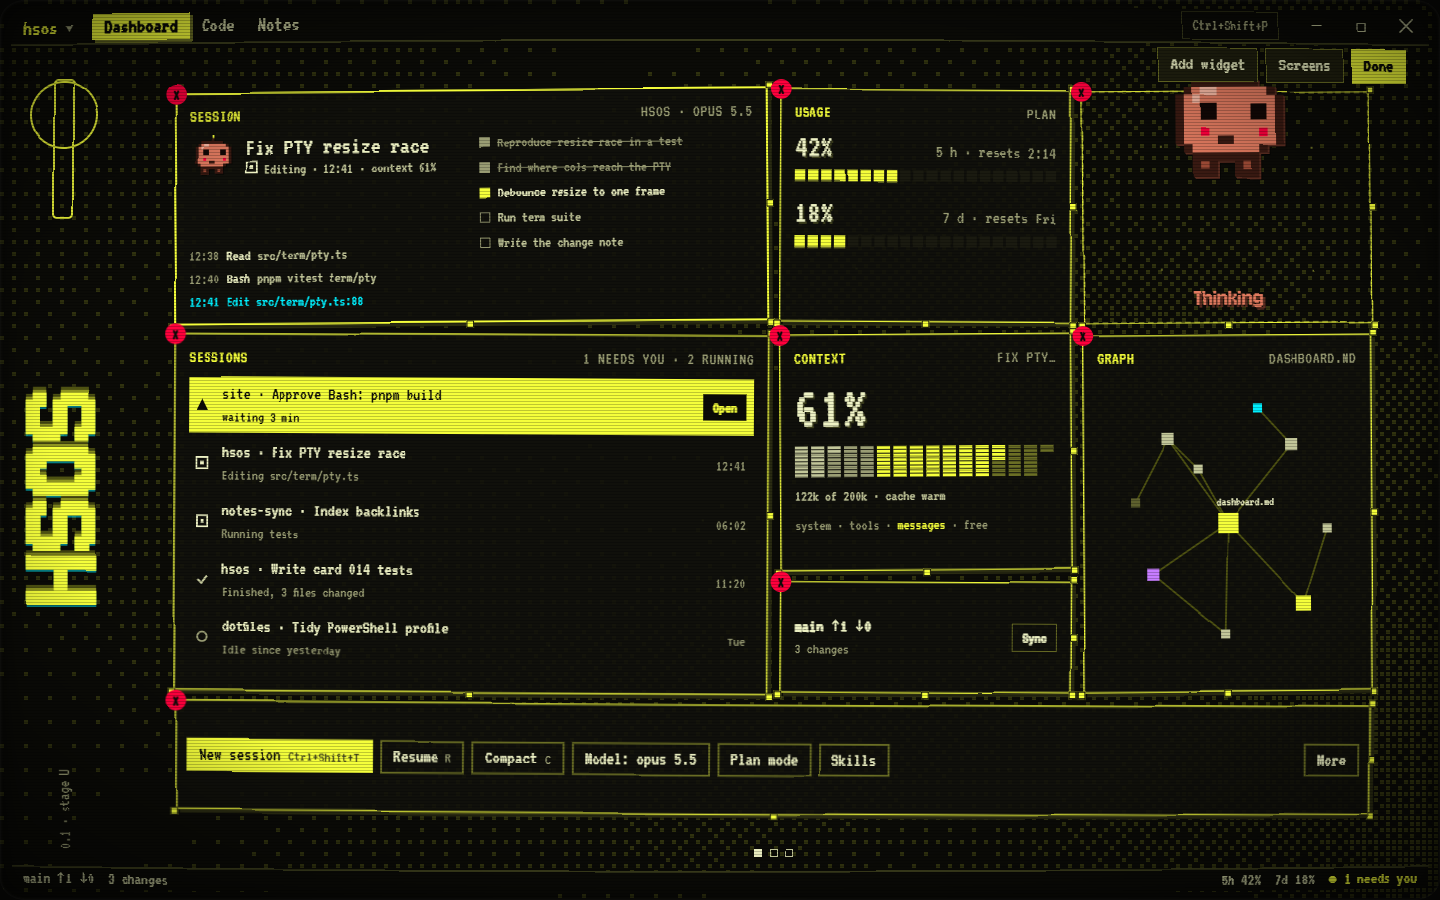 hsos
Dashboard
Code
Notes
Ctrl+Shift+P
Add widget
Screens
Done
SESSION
HSOS · OPUS 5.5
Fix PTY resize race
Editing · 12:41 · context 61%
Reproduce resize race in a test
Find where cols reach the PTY
Debounce resize to one frame
Run term suite
Write the change note
12:38 Read src/term/pty.ts
12:40 Bash pnpm vitest term/pty
12:41 Edit src/term/pty.ts:88
USAGE
PLAN
42%
5 h · resets 2:14
18%
7 d · resets Fri
Thinking
SESSIONS
1 NEEDS YOU · 2 RUNNING
site · Approve Bash: pnpm build
waiting 3 min
Open
hsos · Fix PTY resize race
Editing src/term/pty.ts
12:41
notes-sync · Index backlinks
Running tests
06:02
hsos · Write card 014 tests
Finished, 3 files changed
11:20
dotfiles · Tidy PowerShell profile
Idle since yesterday
Tue
CONTEXT
FIX PTY…
61%
122k of 200k · cache warm
system · tools · messages · free
main ↑1 ↓0
3 changes
Sync
GRAPH
DASHBOARD.MD
dashboard.md
New session Ctrl+Shift+T
Resume R
Compact C
Model: opus 5.5
Plan mode
Skills
More
HSOS
0.1 · stage U
main ↑1 ↓0 3 changes
5h 42% 7d 18% 1 needs you